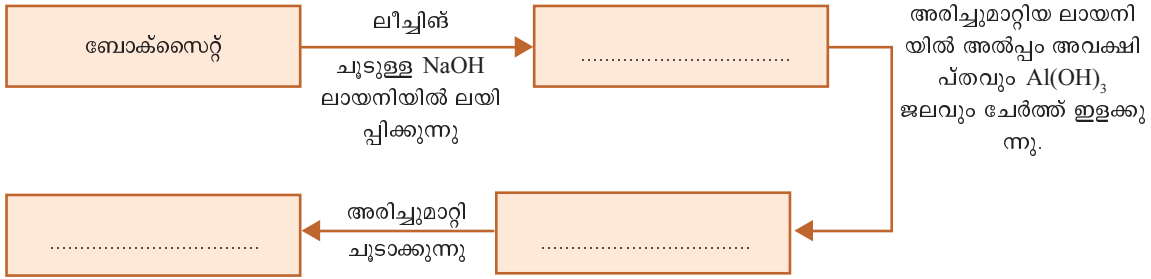 ബോക്സൈറ്റ്
ലീച്ചിങ്
ചൂടുള്ള NaOH
ലായനിയിൽ ലയി
പ്പിക്കുന്നു
....................................
അരിച്ചുമാറ്റിയ ലായനി
യിൽ അൽപ്പം അവക്ഷി
പ്തവും Al(OH)₃
ജലവും ചേർത്ത് ഇളക്കു
ന്നു.
....................................
അരിച്ചുമാറ്റി
ചൂടാക്കുന്നു
....................................